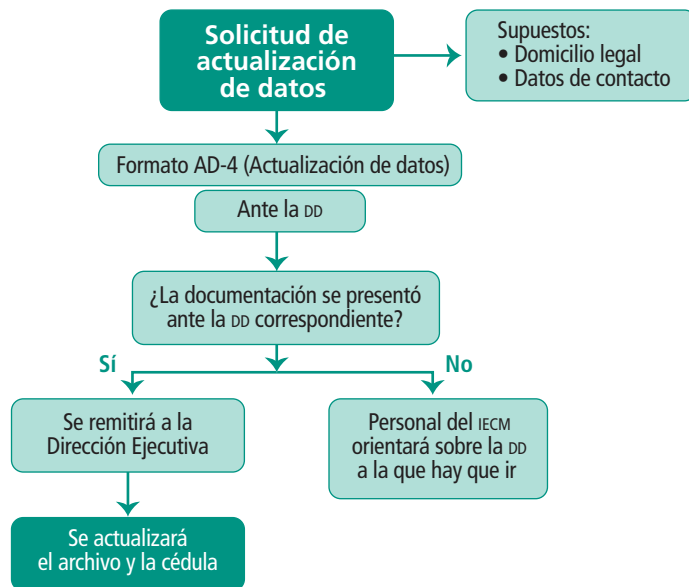 Solicitud de
actualización
de datos
Supuestos:
• Domicilio legal
• Datos de contacto
Formato AD-4 (Actualización de datos)
Ante la DD
¿La documentación se presentó
ante la DD correspondiente?
Sí
No
Se remitirá a la
Dirección Ejecutiva
Personal del IECM
orientará sobre la DD
a la que hay que ir
Se actualizará
el archivo y la cédula